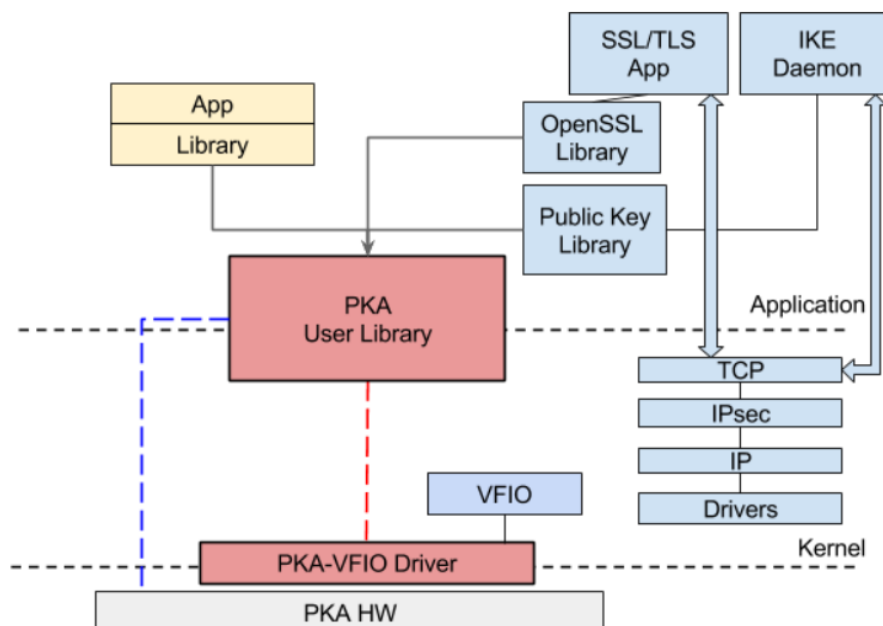 SSL/TLS
App
IKE
Daemon
App
Library
OpenSSL
Library
Public Key
Library
PKA
User Library
Application
TCP
IPsec
IP
VFIO
Drivers
Kernel
PKA-VFIO Driver
PKA HW